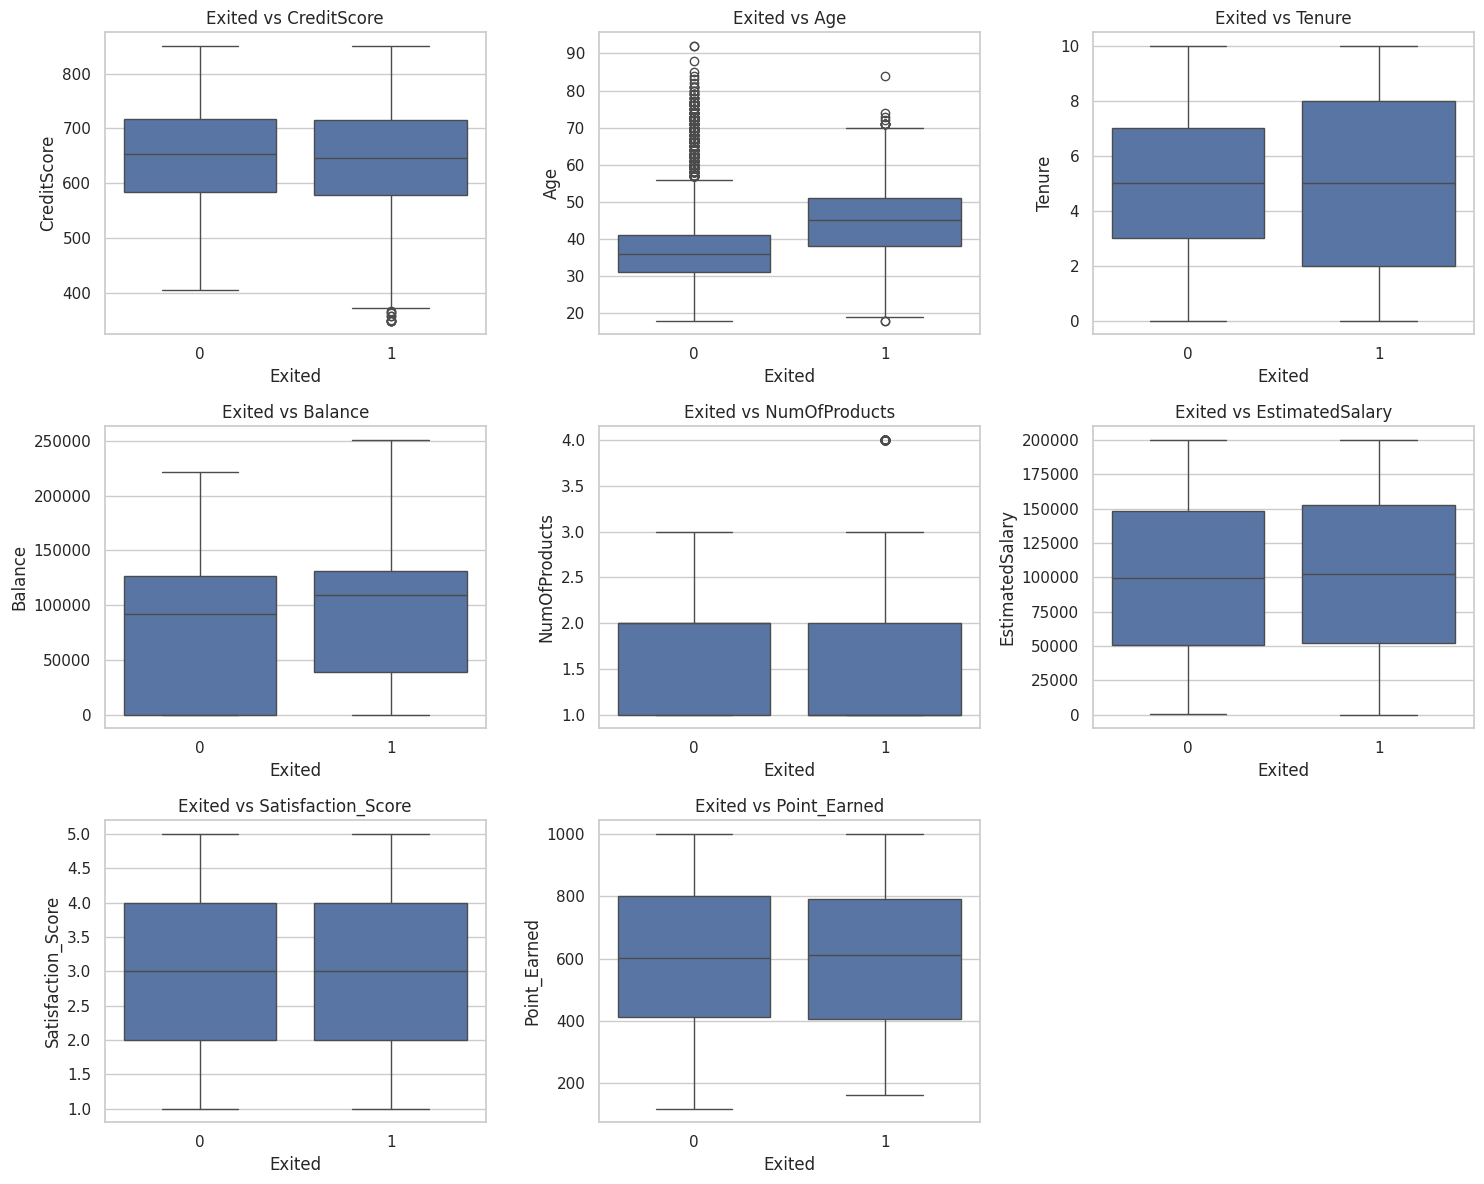 Exited vs CreditScore
CreditScore
800
700
600
500
400
0 1
Exited
Exited vs Age
Age
90
80
70
60
50
40
30
20
0 1
Exited
Exited vs Tenure
Tenure
10
8
6
4
2
0
0 1
Exited
Exited vs Balance
Balance
250000
200000
150000
100000
50000
0
0 1
Exited
Exited vs NumOfProducts
NumOfProducts
4.0
3.5
3.0
2.5
2.0
1.5
1.0
0 1
Exited
Exited vs EstimatedSalary
EstimatedSalary
200000
175000
150000
125000
100000
75000
50000
25000
0
0 1
Exited
Exited vs Satisfaction_Score
Satisfaction_Score
5.0
4.5
4.0
3.5
3.0
2.5
2.0
1.5
1.0
0 1
Exited
Exited vs Point_Earned
Point_Earned
1000
800
600
400
200
0 1
Exited